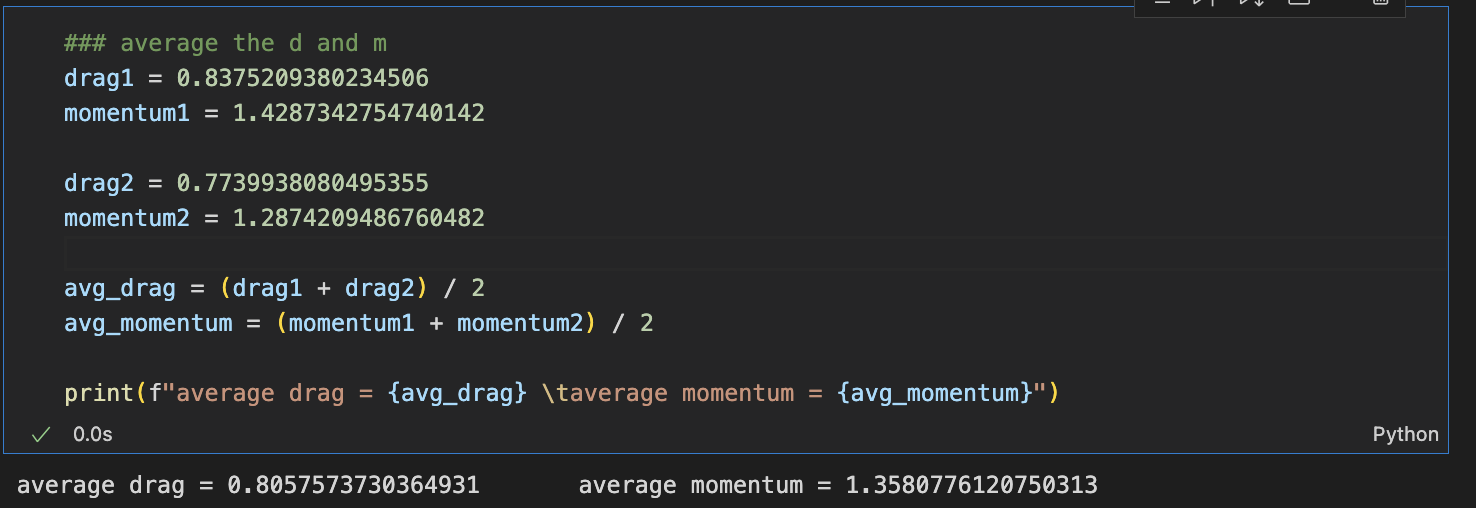 ### average the d and m
drag1 = 0.8375209380234506
momentum1 = 1.4287342754740142
drag2 = 0.7739938080495355
momentum2 = 1.2874209486760482
avg_drag = (drag1 + drag2) / 2
avg_momentum = (momentum1 + momentum2) / 2
print(f"average drag = {avg_drag} \taverage momentum = {avg_momentum}")
0.0s
Python
average drag = 0.8057573730364931 average momentum = 1.3580776120750313